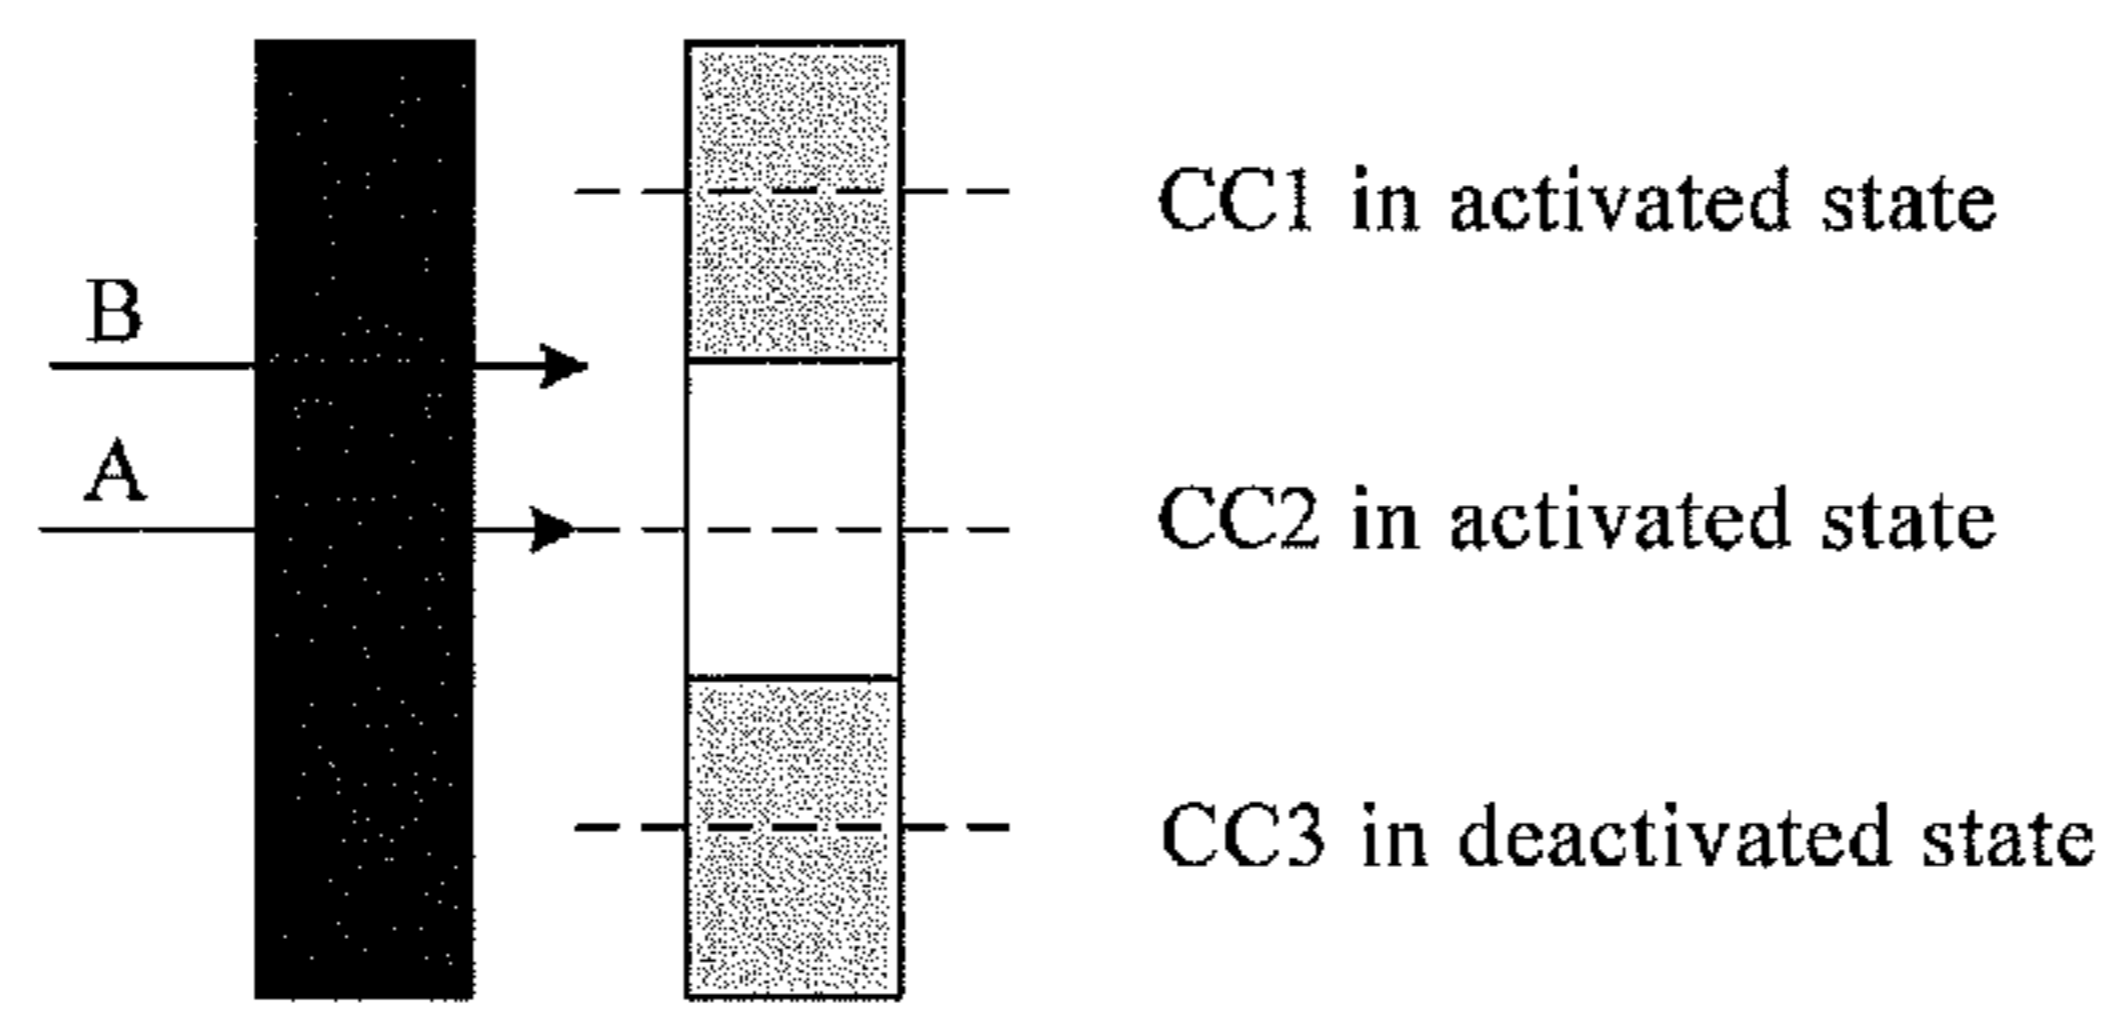 CC1 in activated state
B
A
CC2 in activated state
CC3 in deactivated state